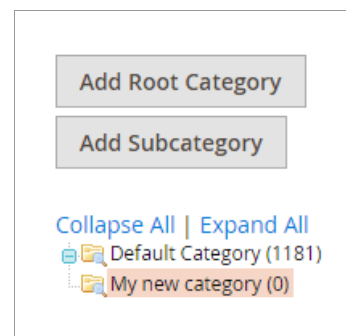 Add Root Category
Add Subcategory
Collapse All | Expand All
Default Category (1181)
My new category (0)